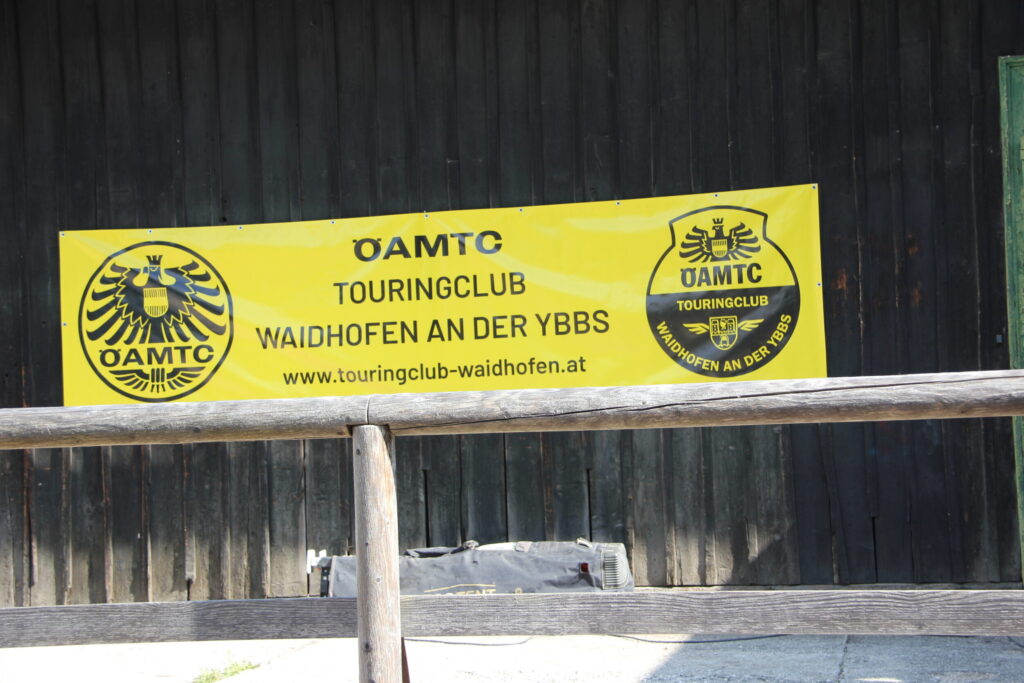 ÖAMTC
ÖAMTC
TOURINGCLUB
WAIDHOFEN AN DER YBBS
www.touringclub-waidhofen.at
ÖAMTC
TOURINGCLUB
WAIDHOFEN AN DER YBBS